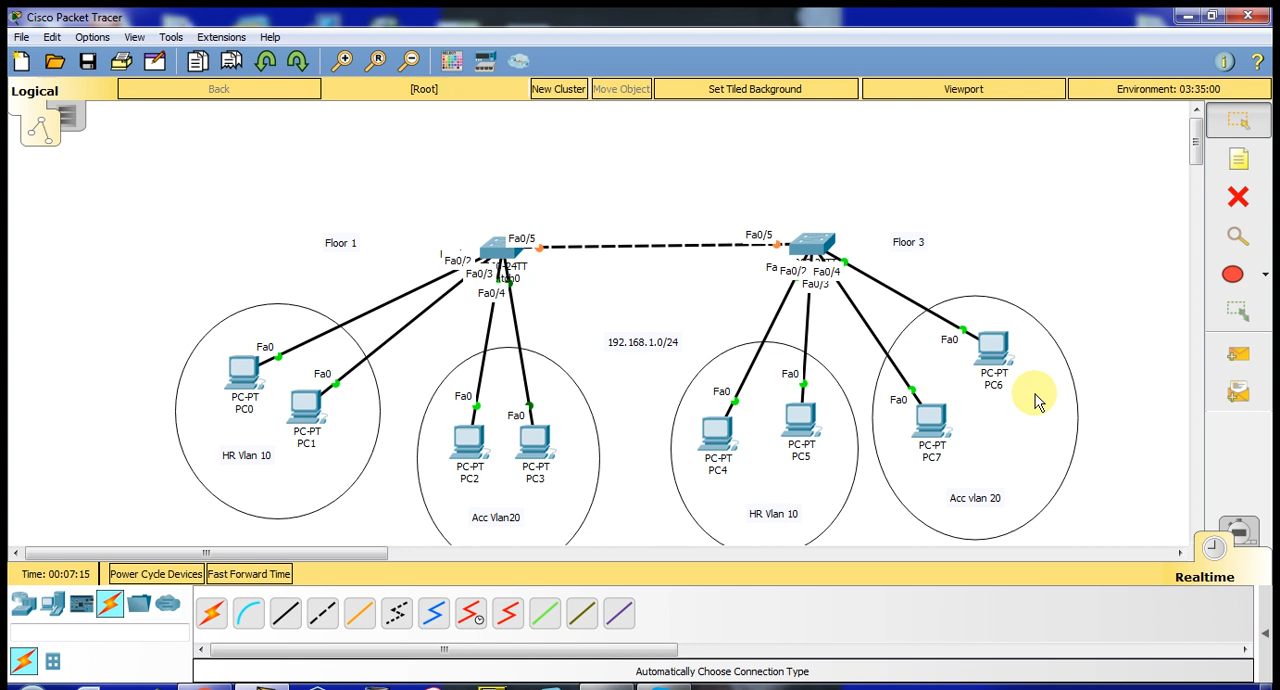 Cisco Packet Tracer
File Edit Options View Tools Extensions Help
Logical
Back
[Root]
New Cluster
Move Object
Set Tiled Background
Viewport
Environment: 03:35:00
Floor 1
Fa0/5
Fa0/5
Floor 3
Fa0/2
Fa0/3
Fa0/4
Fa0/2
Fa0/4
Fa0/3
192.168.1.0/24
Fa0
PC-PT
PC0
Fa0
PC-PT
PC1
HR Vlan 10
Fa0
PC-PT
PC2
Fa0
PC-PT
PC3
Acc Vlan20
Fa0
PC-PT
PC4
Fa0
PC-PT
PC5
HR Vlan 10
Fa0
PC-PT
PC6
Fa0
PC-PT
PC7
Acc vlan 20
Time: 00:07:15
Power Cycle Devices
Fast Forward Time
Realtime
Automatically Choose Connection Type